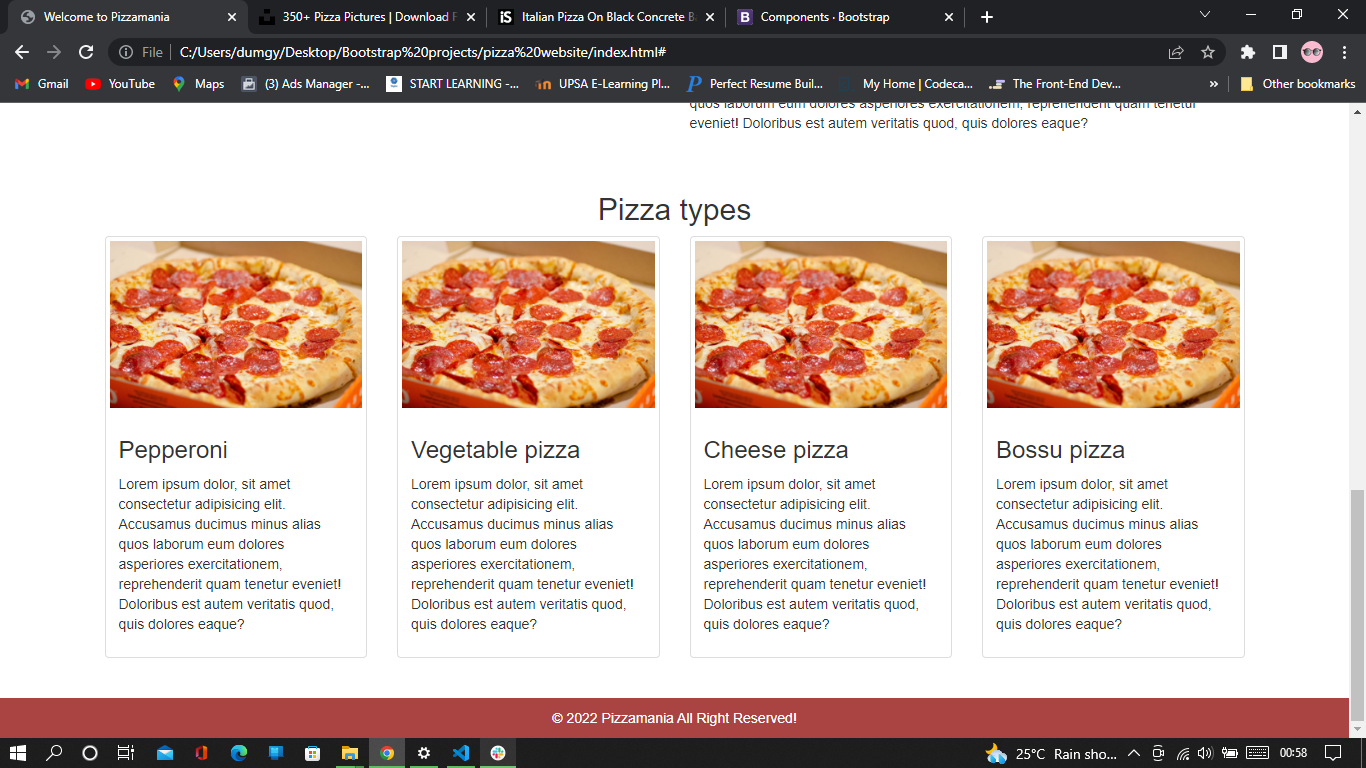 Welcome to Pizzamania
350+ Pizza Pictures | Download F
Italian Pizza On Black Concrete B
Components · Bootstrap
File
C:/Users/dumgy/Desktop/Bootstrap%20projects/pizza%20website/index.html#
Gmail
YouTube
Maps
(3) Ads Manager -...
START LEARNING -...
UPSA E-Learning Pl...
Perfect Resume Buil...
My Home | Codeca...
The Front-End Dev...
»
Other bookmarks
quos laborum eum dolores asperiores exercitationem, reprehenderit quam tenetur
eveniet! Doloribus est autem veritatis quod, quis dolores eaque?
Pizza types
Pepperoni
Lorem ipsum dolor, sit amet
consectetur adipisicing elit.
Accusamus ducimus minus alias
quos laborum eum dolores
asperiores exercitationem,
reprehenderit quam tenetur eveniet!
Doloribus est autem veritatis quod,
quis dolores eaque?
Vegetable pizza
Lorem ipsum dolor, sit amet
consectetur adipisicing elit.
Accusamus ducimus minus alias
quos laborum eum dolores
asperiores exercitationem,
reprehenderit quam tenetur eveniet!
Doloribus est autem veritatis quod,
quis dolores eaque?
Cheese pizza
Lorem ipsum dolor, sit amet
consectetur adipisicing elit.
Accusamus ducimus minus alias
quos laborum eum dolores
asperiores exercitationem,
reprehenderit quam tenetur eveniet!
Doloribus est autem veritatis quod,
quis dolores eaque?
Bossu pizza
Lorem ipsum dolor, sit amet
consectetur adipisicing elit.
Accusamus ducimus minus alias
quos laborum eum dolores
asperiores exercitationem,
reprehenderit quam tenetur eveniet!
Doloribus est autem veritatis quod,
quis dolores eaque?
© 2022 Pizzamania All Right Reserved!
25°C Rain sho...
00:58